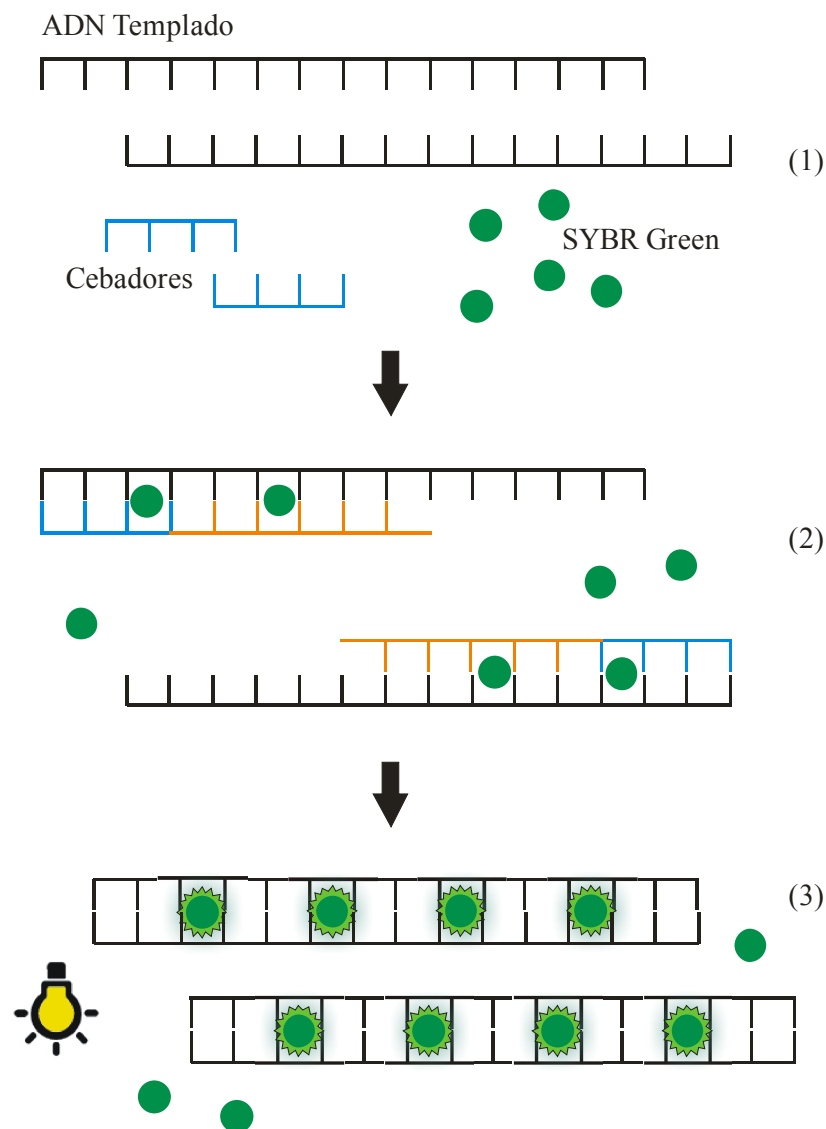 ADN Templado
(1)
SYBR Green
Cebadores
(2)
(3)